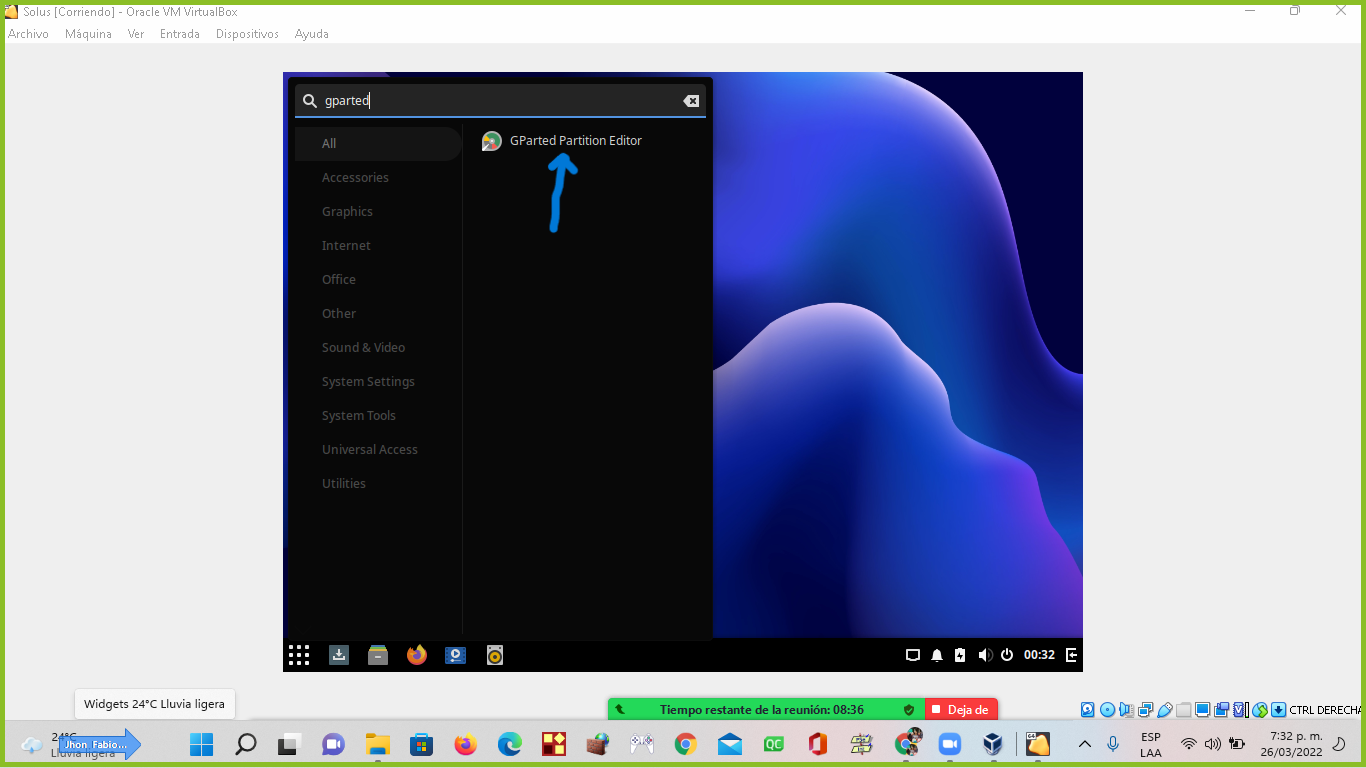 Solus [Corriendo] - Oracle VM VirtualBox
Archivo Máquina Ver Entrada Dispositivos Ayuda
gparted
All
GParted Partition Editor
Accessories
Graphics
Internet
Office
Other
Sound & Video
System Settings
System Tools
Universal Access
Utilities
00:32
Widgets 24°C Lluvia ligera
Tiempo restante de la reunión: 08:36
Deja de
CTRL DERECHA
24°C
Jhon Fabio...
Lluvia ligera
QC
64
ESP
LAA
7:32 p. m.
26/03/2022